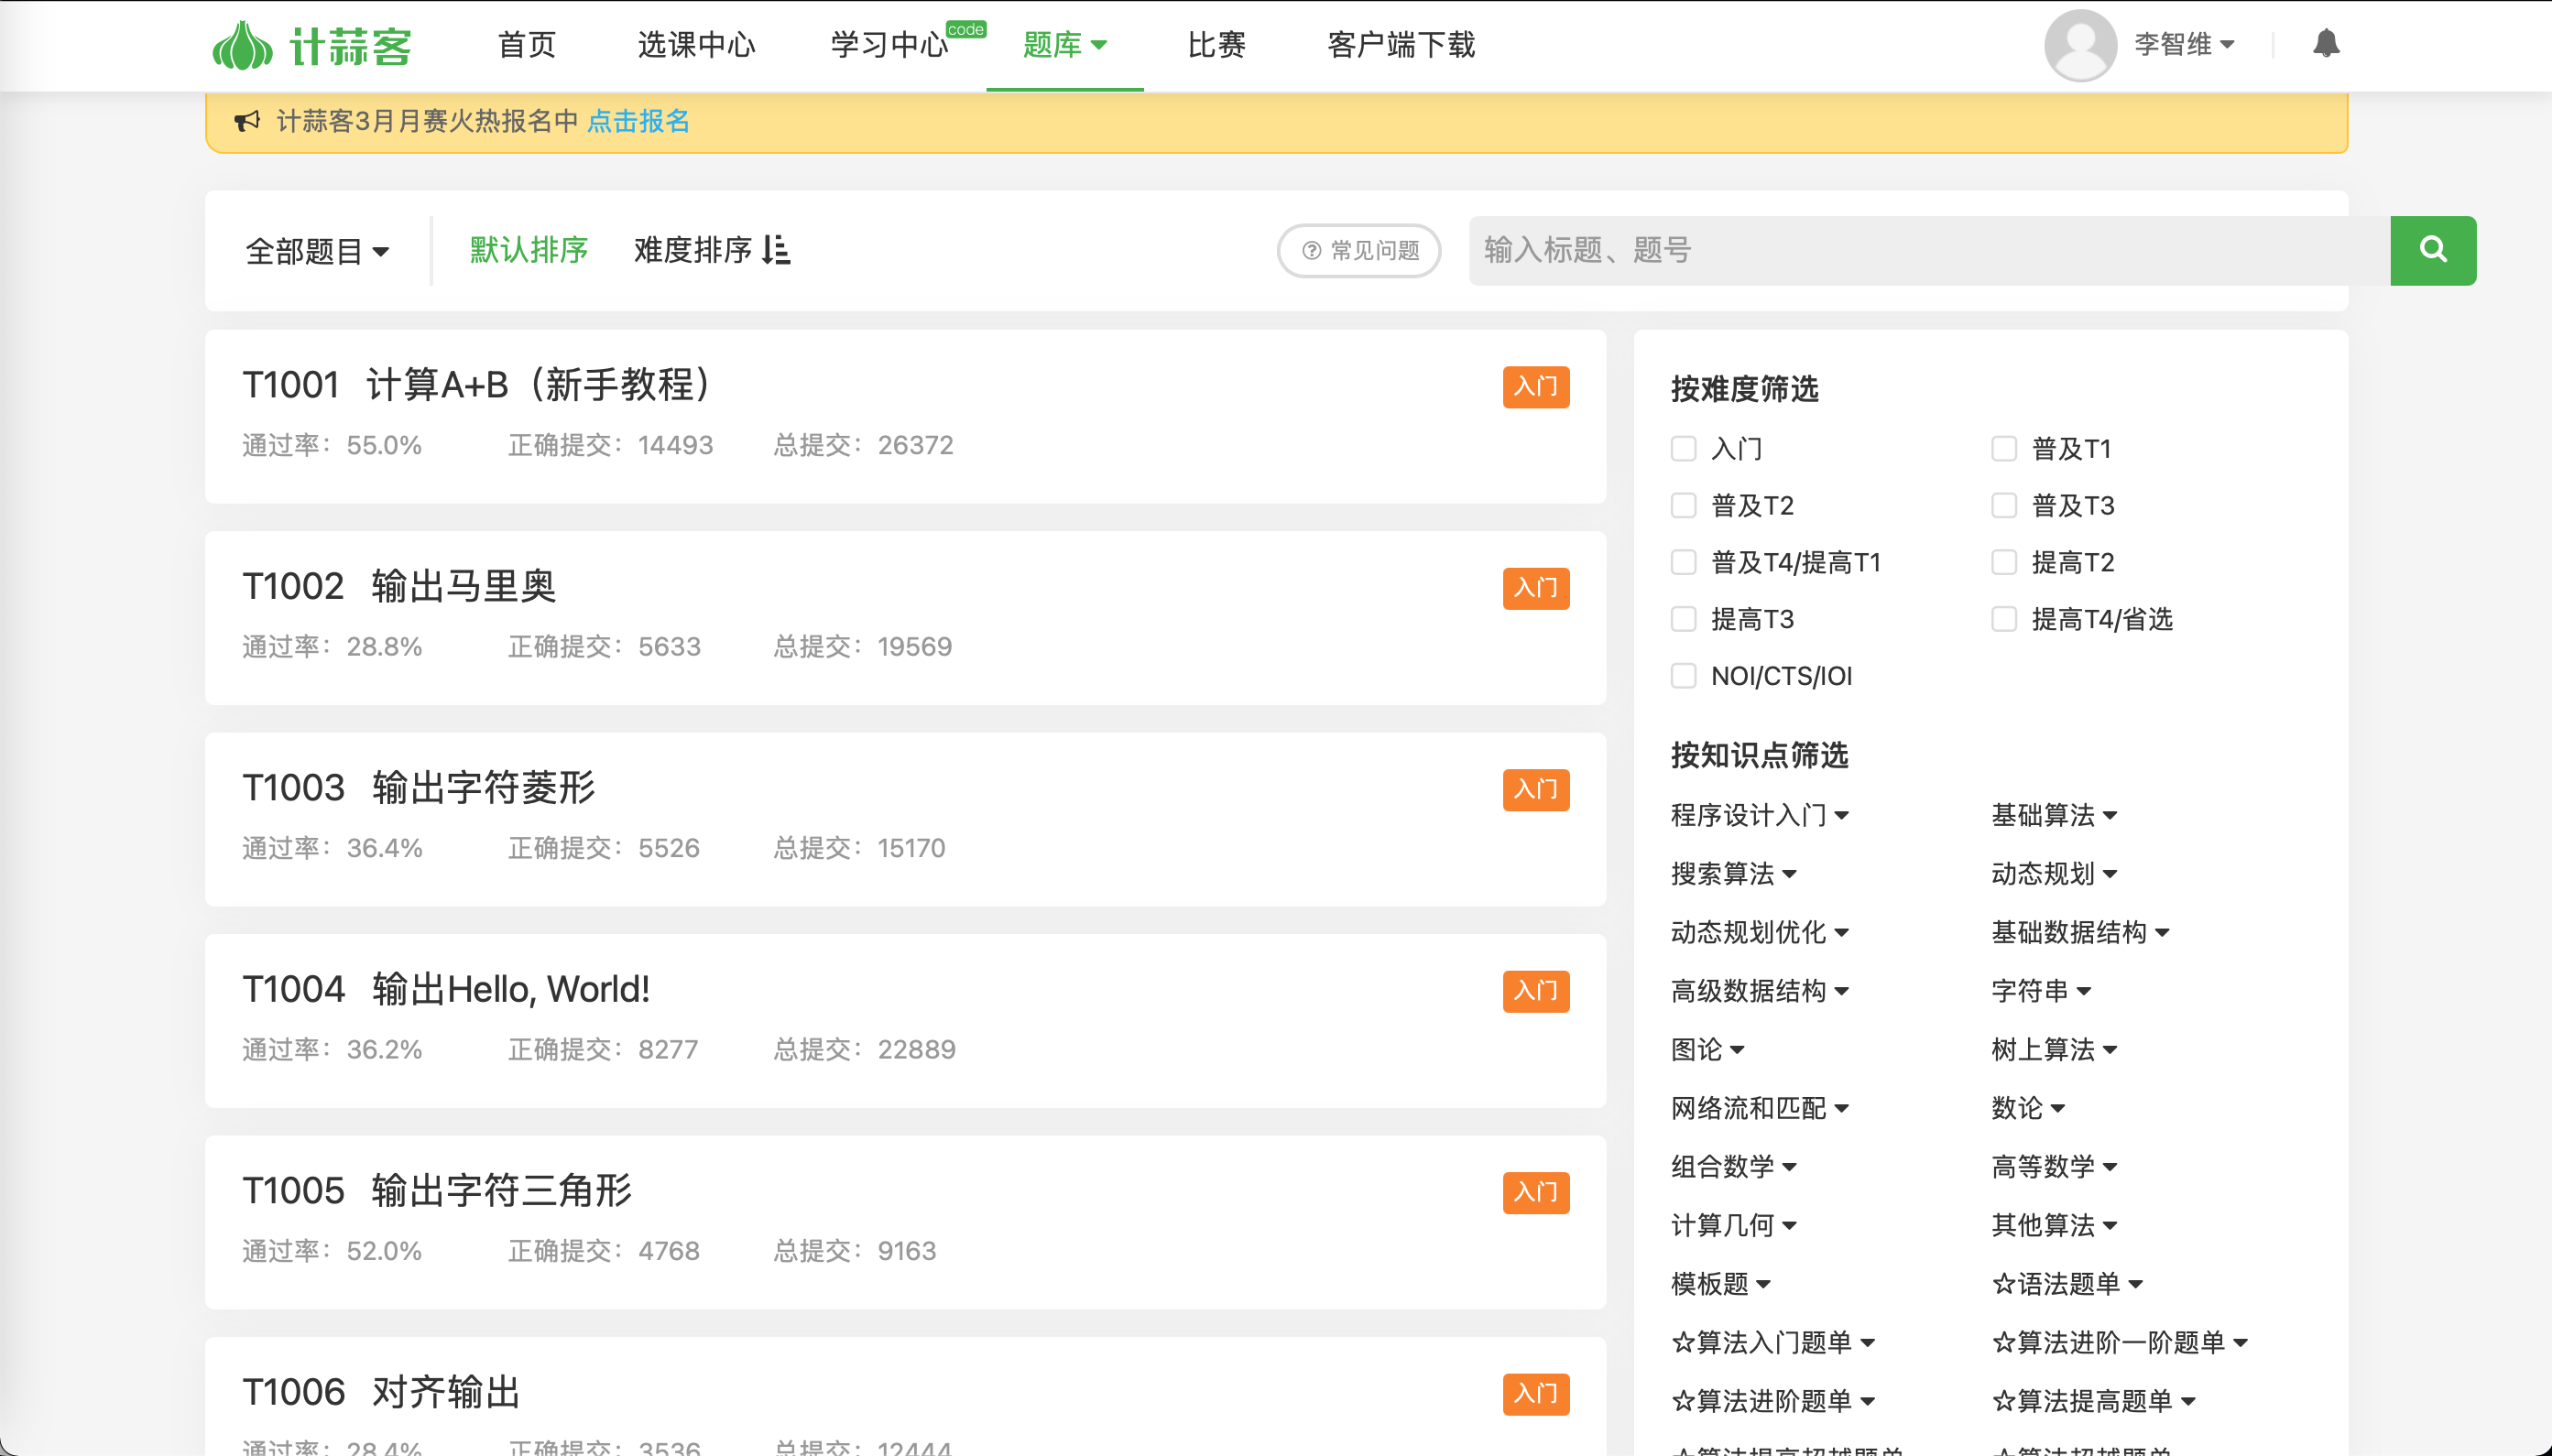 计蒜客 首页 选课中心 学习中心 code 题库 比赛 客户端下载 李智维
计蒜客3月月赛火热报名中 点击报名
全部题目 默认排序 难度排序 常见问题 输入标题、题号
T1001 计算A+B（新手教程） 入门
通过率：55.0% 正确提交：14493 总提交：26372
T1002 输出马里奥 入门
通过率：28.8% 正确提交：5633 总提交：19569
T1003 输出字符菱形 入门
通过率：36.4% 正确提交：5526 总提交：15170
T1004 输出Hello, World! 入门
通过率：36.2% 正确提交：8277 总提交：22889
T1005 输出字符三角形 入门
通过率：52.0% 正确提交：4768 总提交：9163
T1006 对齐输出 入门
通过率：28.4% 正确提交：3536 总提交：12444
按难度筛选
入门 普及T1
普及T2 普及T3
普及T4/提高T1 提高T2
提高T3 提高T4/省选
NOI/CTS/IOI
按知识点筛选
程序设计入门 基础算法
搜索算法 动态规划
动态规划优化 基础数据结构
高级数据结构 字符串
图论 树上算法
网络流和匹配 数论
组合数学 高等数学
计算几何 其他算法
模板题 ☆语法题单
☆算法入门题单 ☆算法进阶一阶题单
☆算法进阶题单 ☆算法提高题单
☆算法提高超越题单 ☆算法超越题单